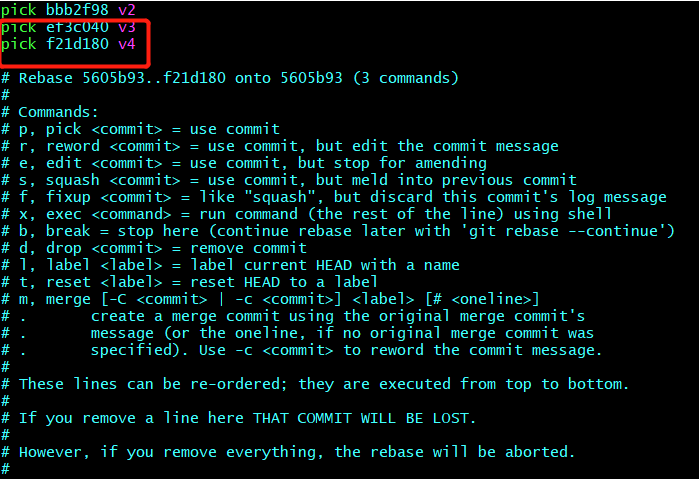 pick bbb2f98 v2
pick ef3c040 v3
pick f21d180 v4
# Rebase 5605b93..f21d180 onto 5605b93 (3 commands)
#
# Commands:
# p, pick <commit> = use commit
# r, reword <commit> = use commit, but edit the commit message
# e, edit <commit> = use commit, but stop for amending
# s, squash <commit> = use commit, but meld into previous commit
# f, fixup <commit> = like "squash", but discard this commit's log message
# x, exec <command> = run command (the rest of the line) using shell
# b, break = stop here (continue rebase later with 'git rebase --continue')
# d, drop <commit> = remove commit
# l, label <label> = label current HEAD with a name
# t, reset <label> = reset HEAD to a label
# m, merge [-C <commit> | -c <commit>] <label> [# <oneline>]
# .       create a merge commit using the original merge commit's
# .       message (or the oneline, if no original merge commit was
# .       specified). Use -c <commit> to reword the commit message.
#
# These lines can be re-ordered; they are executed from top to bottom.
#
# If you remove a line here THAT COMMIT WILL BE LOST.
#
# However, if you remove everything, the rebase will be aborted.
#